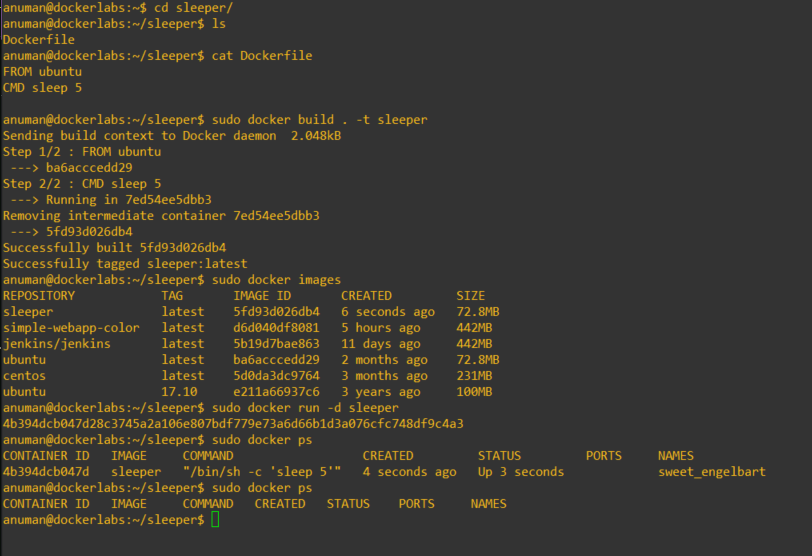 anuman@dockerlabs:~$ cd sleeper/
anuman@dockerlabs:~/sleeper$ ls
Dockerfile
anuman@dockerlabs:~/sleeper$ cat Dockerfile
FROM ubuntu
CMD sleep 5
anuman@dockerlabs:~/sleeper$ sudo docker build . -t sleeper
Sending build context to Docker daemon  2.048kB
Step 1/2 : FROM ubuntu
 ---> ba6acccedd29
Step 2/2 : CMD sleep 5
 ---> Running in 7ed54ee5dbb3
Removing intermediate container 7ed54ee5dbb3
 ---> 5fd93d026db4
Successfully built 5fd93d026db4
Successfully tagged sleeper:latest
anuman@dockerlabs:~/sleeper$ sudo docker images
REPOSITORY            TAG       IMAGE ID       CREATED         SIZE
sleeper               latest    5fd93d026db4   6 seconds ago   72.8MB
simple-webapp-color   latest    d6d040df8081   5 hours ago     442MB
jenkins/jenkins       latest    5b19d7bae863   11 days ago     442MB
ubuntu                latest    ba6acccedd29   2 months ago    72.8MB
centos                latest    5d0da3dc9764   3 months ago    231MB
ubuntu                17.10     e211a66937c6   3 years ago     100MB
anuman@dockerlabs:~/sleeper$ sudo docker run -d sleeper
4b394dcb047d28c3745a2a106e807bdf779e73a6d66b1d3a076cfc748df9c4a3
anuman@dockerlabs:~/sleeper$ sudo docker ps
CONTAINER ID   IMAGE     COMMAND                  CREATED         STATUS         PORTS     NAMES
4b394dcb047d   sleeper   "/bin/sh -c 'sleep 5'"   4 seconds ago   Up 3 seconds             sweet_engelbart
anuman@dockerlabs:~/sleeper$ sudo docker ps
CONTAINER ID   IMAGE     COMMAND   CREATED   STATUS    PORTS     NAMES
anuman@dockerlabs:~/sleeper$